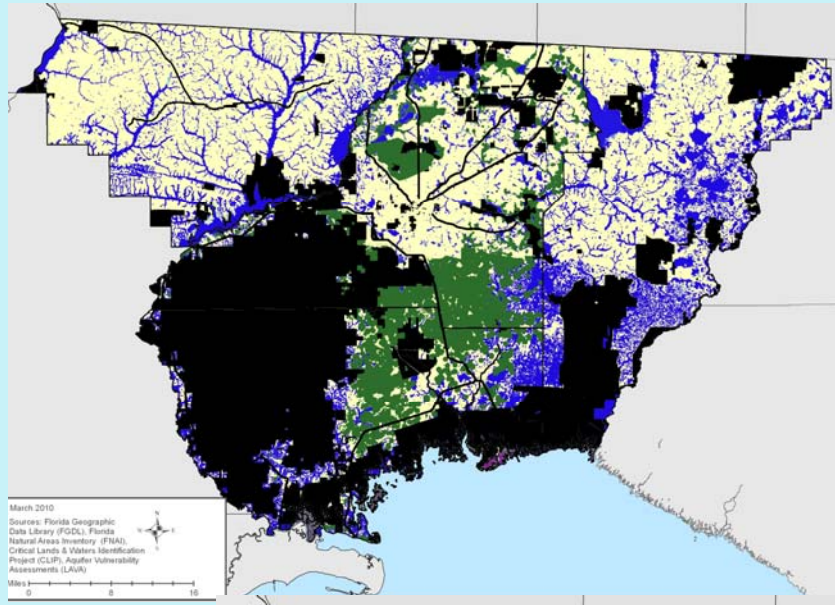 March 2010
Sources: Florida Geographic
Data Library (FGDL), Florida
Natural Areas Inventory (FNAI),
Critical Lands & Waters Identification
Project (CLIP), Aquifer Vulnerability
Assessments (LAVA)
N
W E
S
Miles
0 8 16